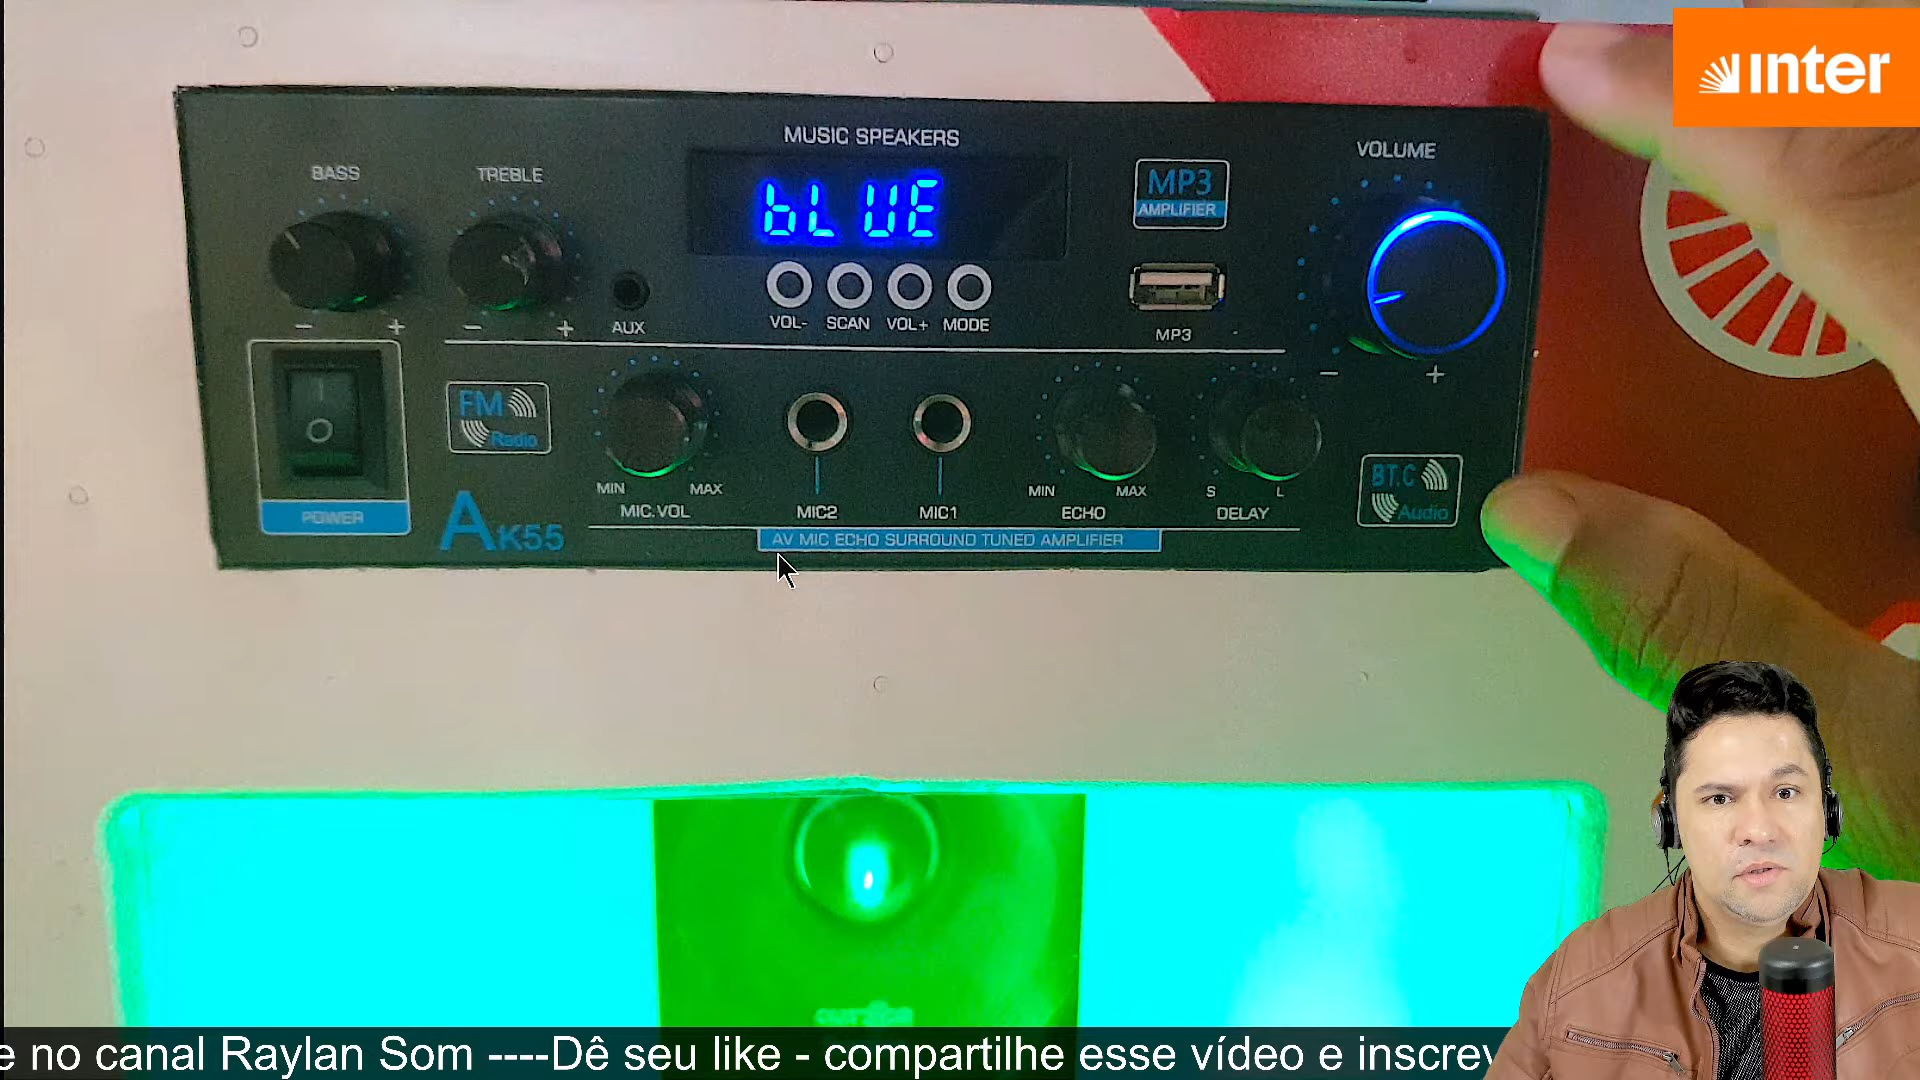 inter
MUSIC SPEAKERS
VOLUME
BASS
TREBLE
bLUE
MP3
AMPLIFIER
- +
- +
AUX
VOL- SCAN VOL+ MODE
MP3
- +
FM
Radio
MIN MAX
MIC.VOL
MIC2
MIC1
MIN MAX
ECHO
S L
DELAY
BT.C
Audio
POWER
AK55
AV MIC ECHO SURROUND TUNED AMPLIFIER
e no canal Raylan Som ----Dê seu like - compartilhe esse vídeo e inscrev